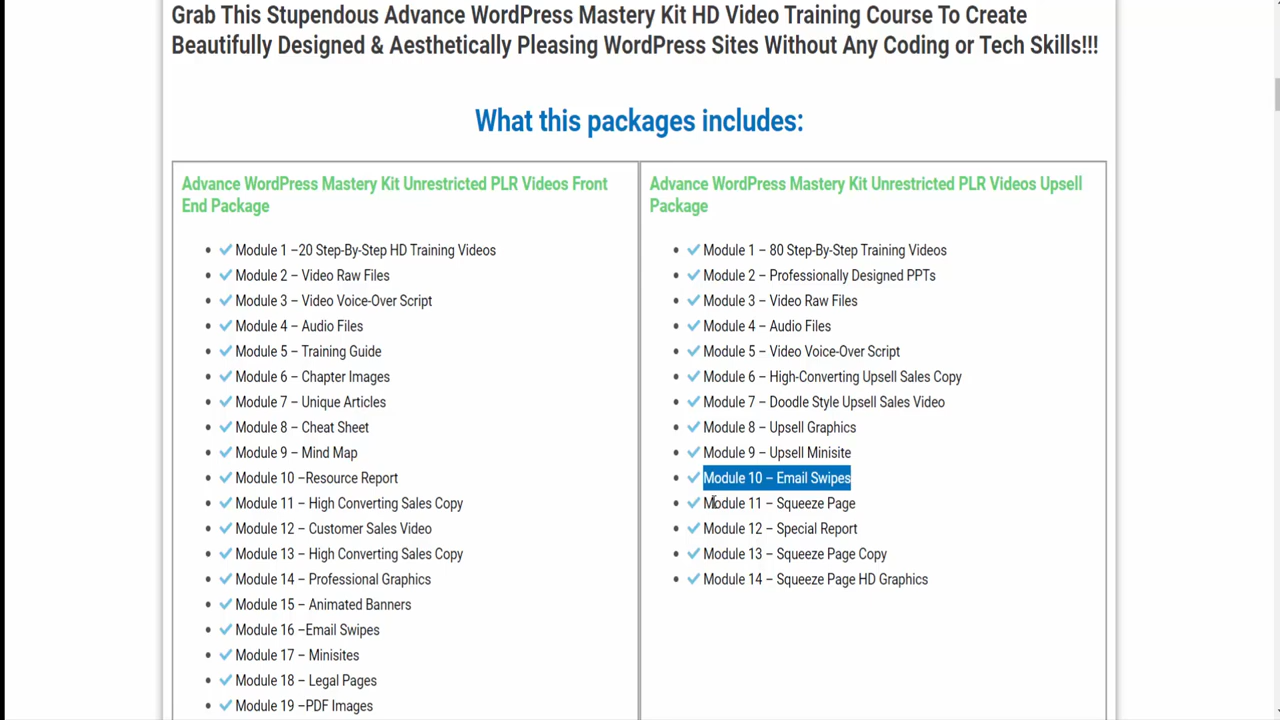 Grab This Stupendous Advance WordPress Mastery Kit HD Video Training Course To Create
Beautifully Designed & Aesthetically Pleasing WordPress Sites Without Any Coding or Tech Skills!!!
What this packages includes:
Advance WordPress Mastery Kit Unrestricted PLR Videos Front
End Package
Module 1 –20 Step-By-Step HD Training Videos
Module 2 – Video Raw Files
Module 3 – Video Voice-Over Script
Module 4 – Audio Files
Module 5 – Training Guide
Module 6 – Chapter Images
Module 7 – Unique Articles
Module 8 – Cheat Sheet
Module 9 – Mind Map
Module 10 –Resource Report
Module 11 – High Converting Sales Copy
Module 12 – Customer Sales Video
Module 13 – High Converting Sales Copy
Module 14 – Professional Graphics
Module 15 – Animated Banners
Module 16 –Email Swipes
Module 17 – Minisites
Module 18 – Legal Pages
Module 19 –PDF Images
Advance WordPress Mastery Kit Unrestricted PLR Videos Upsell
Package
Module 1 – 80 Step-By-Step Training Videos
Module 2 – Professionally Designed PPTs
Module 3 – Video Raw Files
Module 4 – Audio Files
Module 5 – Video Voice-Over Script
Module 6 – High-Converting Upsell Sales Copy
Module 7 – Doodle Style Upsell Sales Video
Module 8 – Upsell Graphics
Module 9 – Upsell Minisite
Module 10 – Email Swipes
Module 11 – Squeeze Page
Module 12 – Special Report
Module 13 – Squeeze Page Copy
Module 14 – Squeeze Page HD Graphics